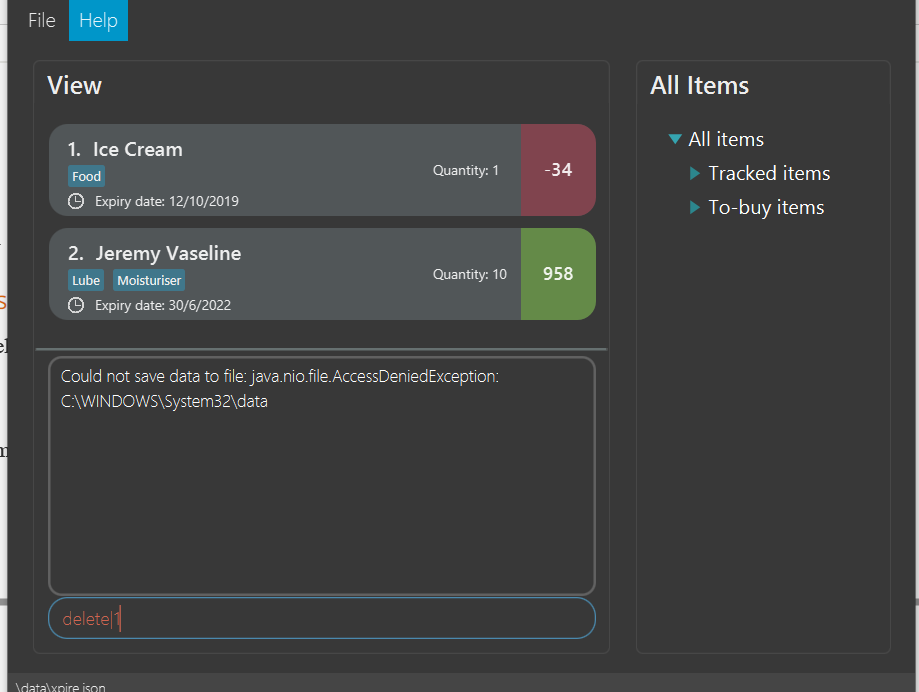 File Help
View
1. Ice Cream
Food
Expiry date: 12/10/2019
Quantity: 1
-34
2. Jeremy Vaseline
Lube Moisturiser
Expiry date: 30/6/2022
Quantity: 10
958
Could not save data to file: java.nio.file.AccessDeniedException:
C:\WINDOWS\System32\data
delete|1
All Items
All items
Tracked items
To-buy items
\data\xpire.json